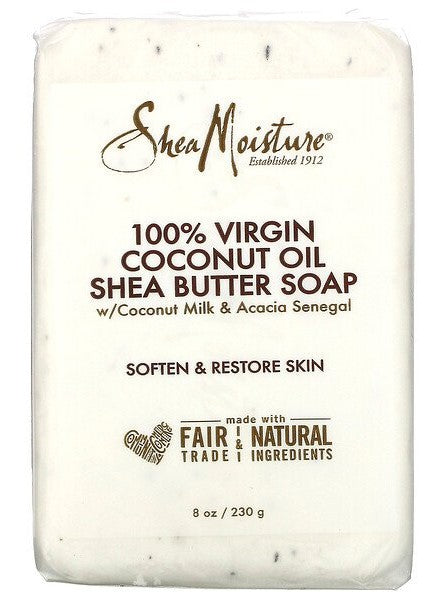 SheaMoisture®
Established 1912
100% VIRGIN
COCONUT OIL
SHEA BUTTER SOAP
w/Coconut Milk & Acacia Senegal
SOFTEN & RESTORE SKIN
made with
FAIR & NATURAL
TRADE INGREDIENTS
8 oz / 230 g